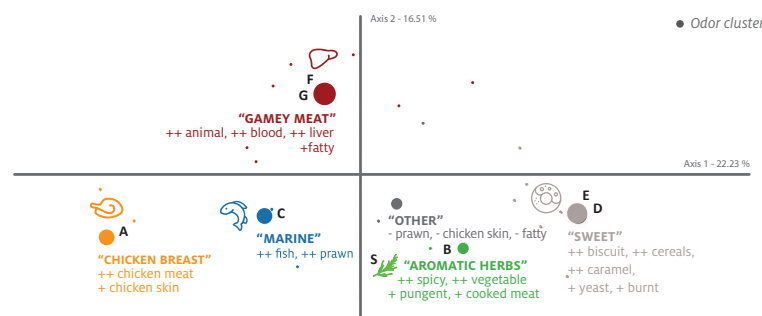 Axis 2 - 16.51 %
Odor cluster
F
G
“GAMEY MEAT”
++ animal, ++ blood, ++ liver
+fatty
Axis 1 - 22.23 %
A
“CHICKEN BREAST”
++ chicken meat
+ chicken skin
C
“MARINE”
++ fish, ++ prawn
“OTHER”
- prawn, - chicken skin, - fatty
B
S
“AROMATIC HERBS”
++ spicy, ++ vegetable
+ pungent, + cooked meat
E
D
“SWEET”
++ biscuit, ++ cereals,
++ caramel,
+ yeast, + burnt